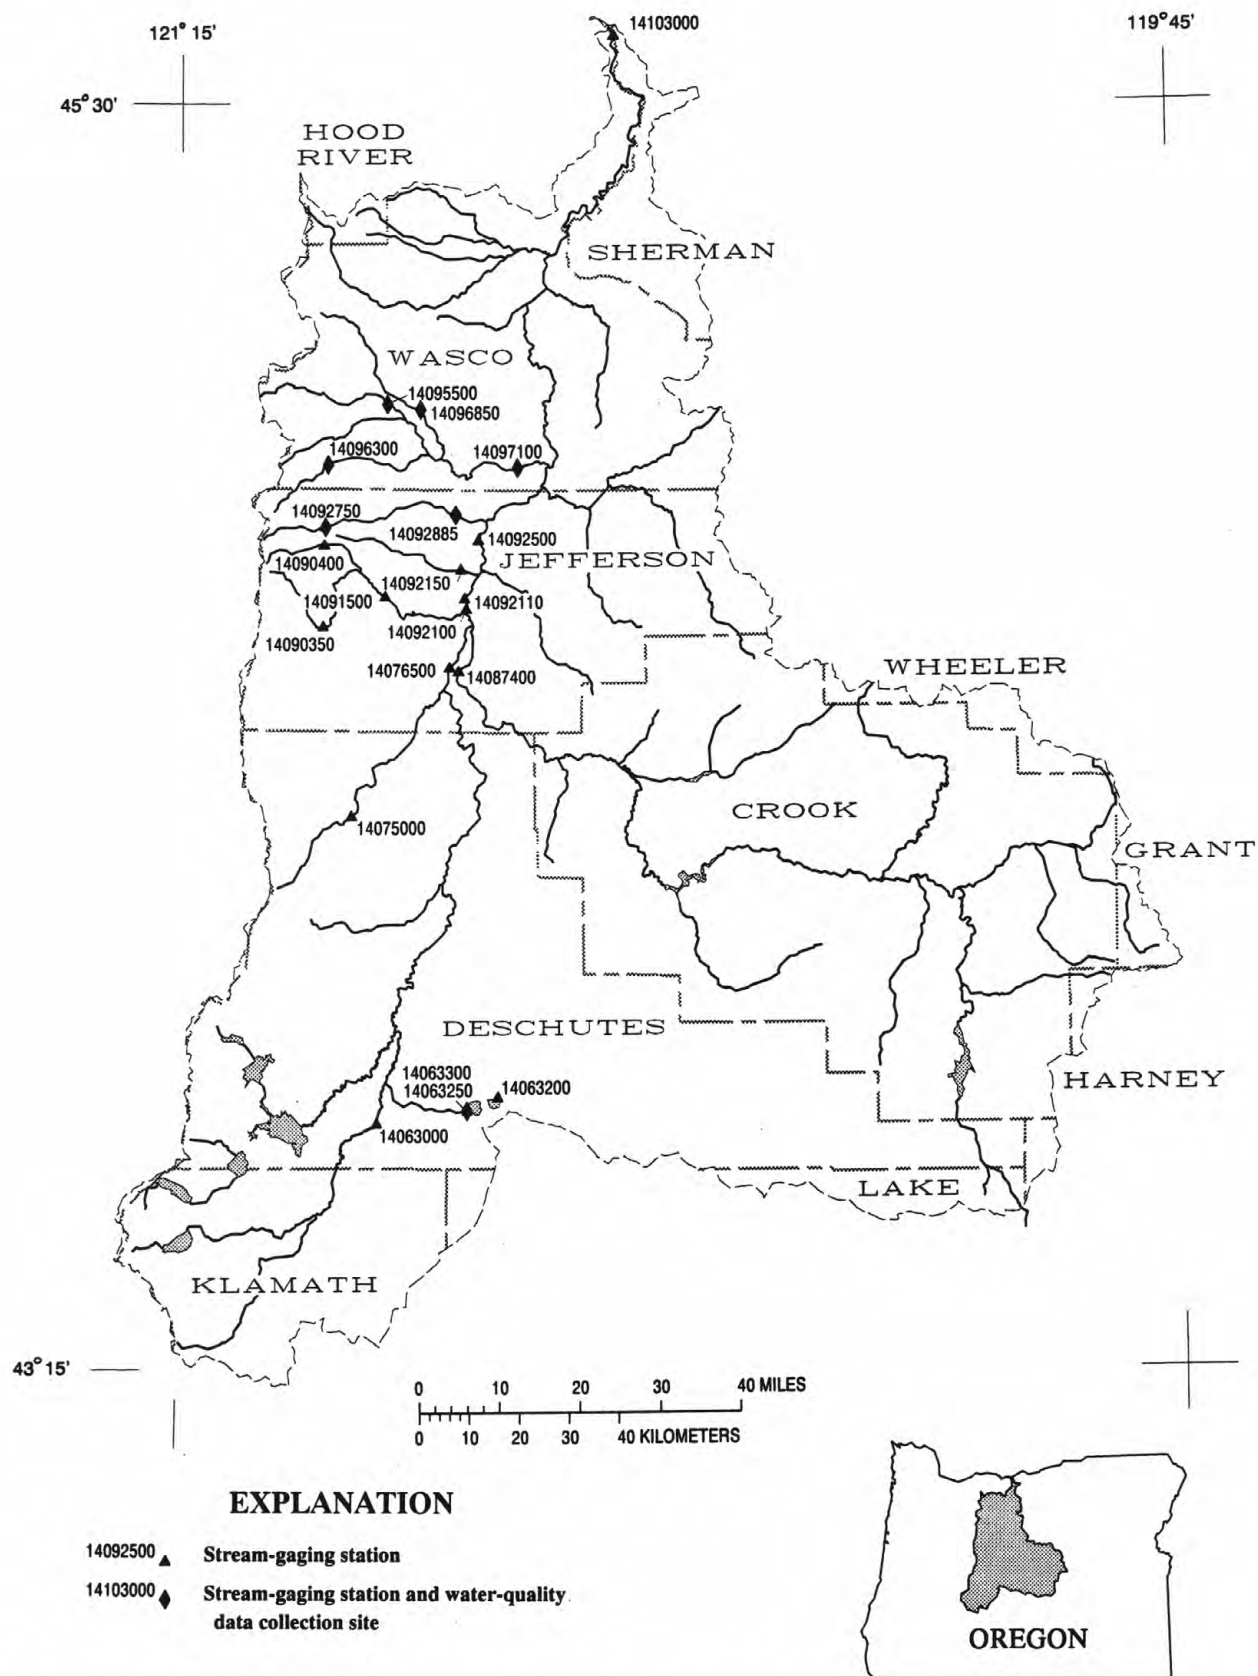 14103000
121° 15'
119° 45'
45° 30'
HOOD
RIVER
SHERMAN
WASCO
14095500
14096850
14096300
14097100
14092750
14092885
14092500
JEFFERSON
14090400
14092150
14091500
14092110
14092100
14090350
14076500
14087400
WHEELER
CROOK
14075000
GRANT
DESCHUTES
14063300
14063250
14063200
HARNEY
14063000
LAKE
KLAMATH
43° 15'
0 10 20 30 40 MILES
0 10 20 30 40 KILOMETERS
EXPLANATION
14092500 Stream-gaging station
14103000 Stream-gaging station and water-quality
data collection site
OREGON